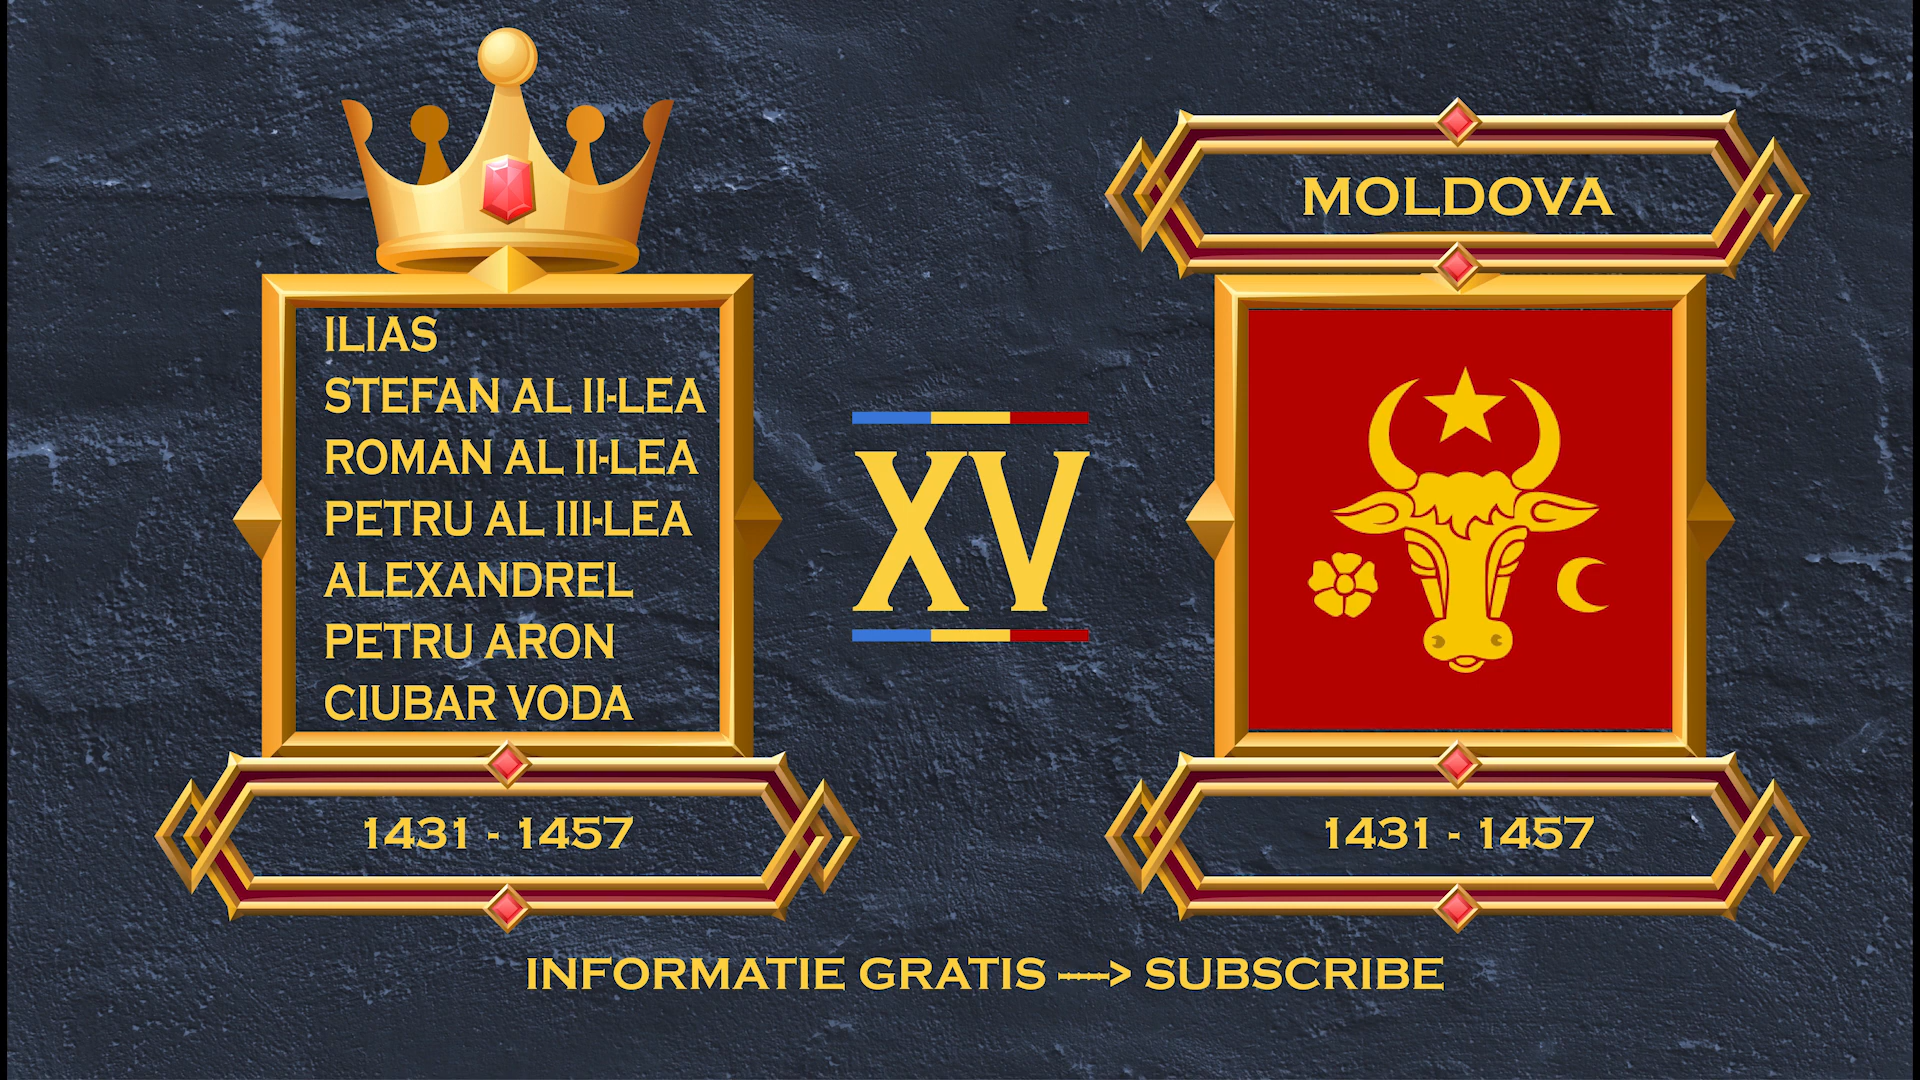 ILIAS
STEFAN AL II-LEA
ROMAN AL II-LEA
PETRU AL III-LEA
ALEXANDREL
PETRU ARON
CIUBAR VODA
1431 - 1457
XV
MOLDOVA
1431 - 1457
INFORMATIE GRATIS ----> SUBSCRIBE